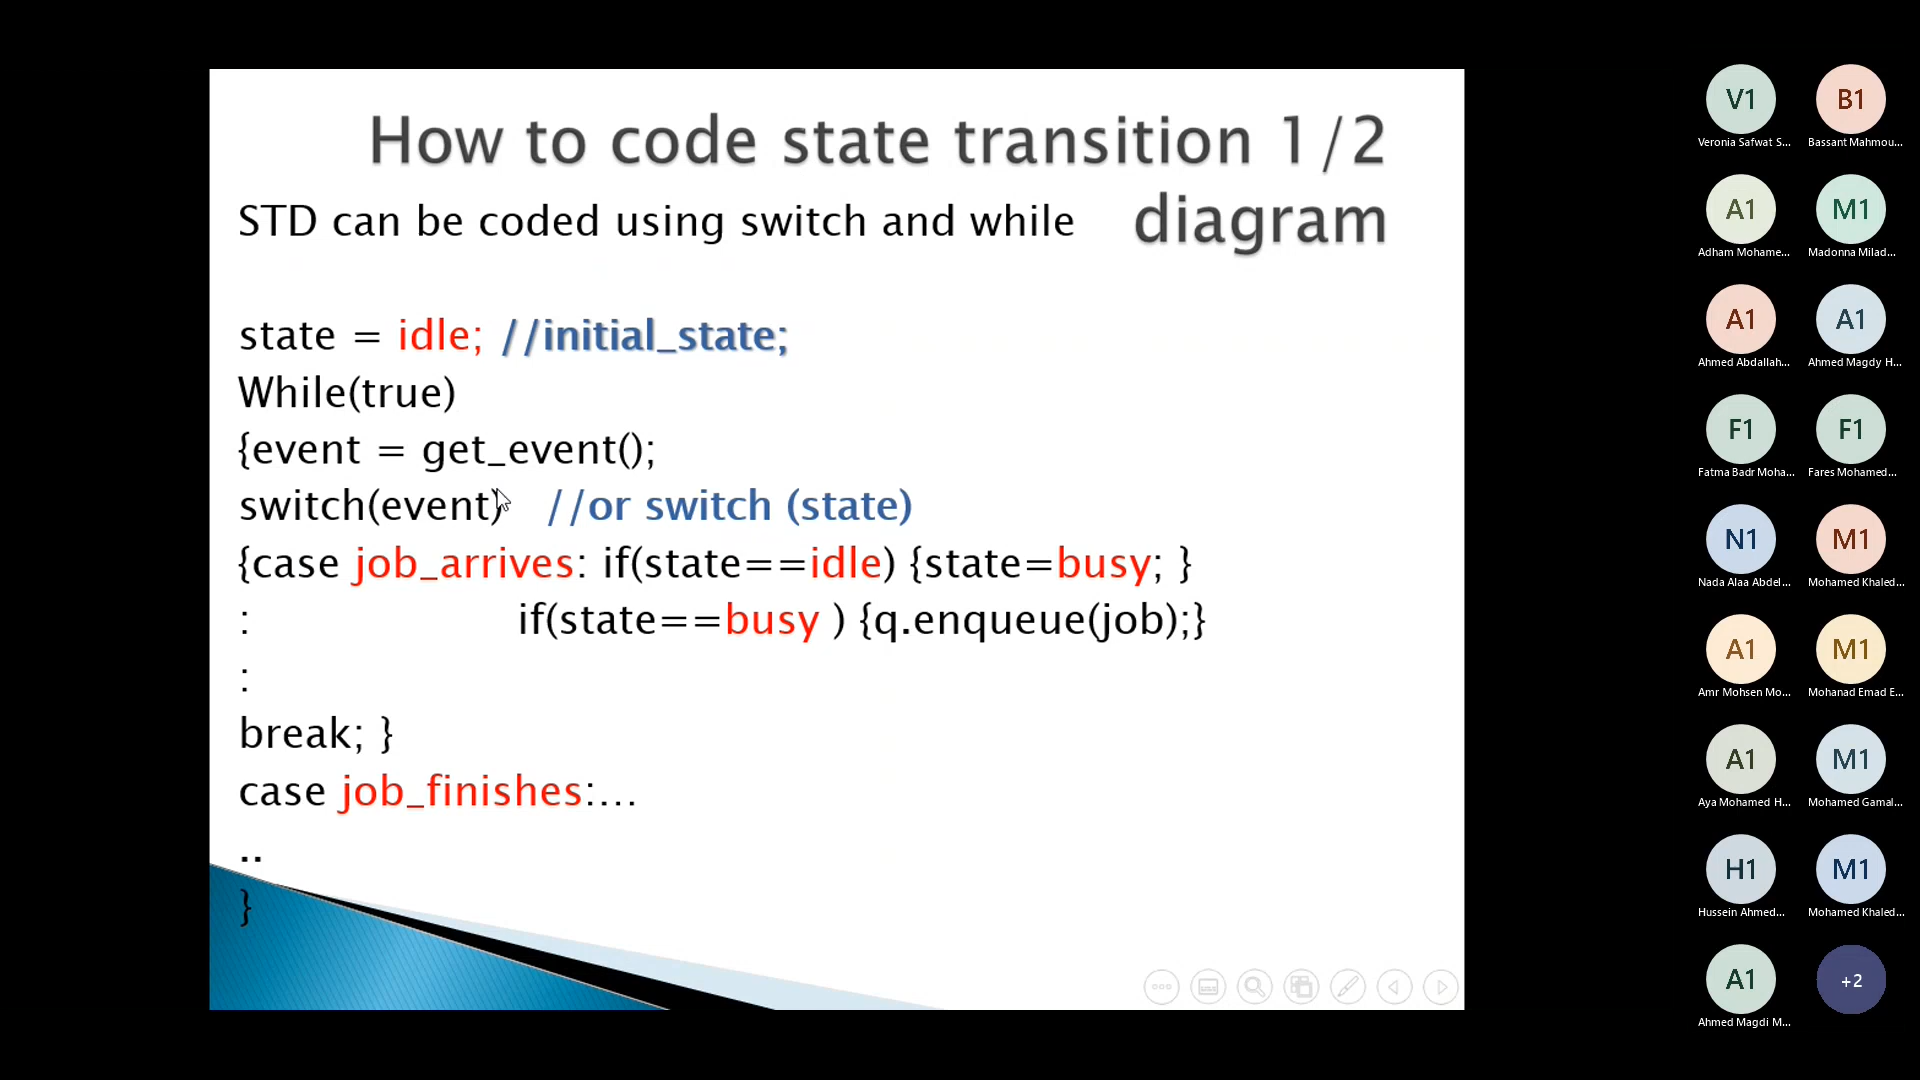 How to code state transition 1/2
diagram
STD can be coded using switch and while
state = idle; //initial_state;
While(true)
{event = get_event();
switch(event) //or switch (state)
{case job_arrives: if(state==idle) {state=busy; }
: if(state==busy ) {q.enqueue(job);}
:
break; }
case job_finishes:...
..
}
V1
Veronia Safwat S...
B1
Bassant Mahmou...
A1
Adham Mohame...
M1
Madonna Milad...
A1
Ahmed Abdallah...
A1
Ahmed Magdy H...
F1
Fatma Badr Moha...
F1
Fares Mohamed...
N1
Nada Alaa Abdel...
M1
Mohamed Khaled...
A1
Amr Mohsen Mo...
M1
Mohanad Emad E...
A1
Aya Mohamed H...
M1
Mohamed Gamal...
H1
Hussein Ahmed...
M1
Mohamed Khaled...
A1
Ahmed Magdi M...
+2